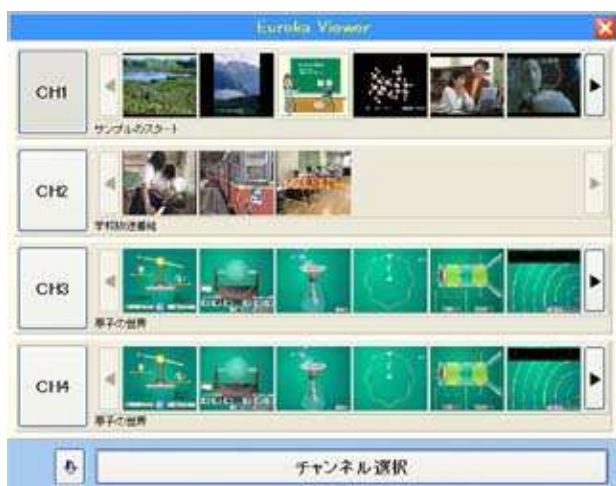 Eureka Viewer
CH1
サンプルのスタート
CH2
学校放送番組
CH3
原子の世界
CH4
原子の世界
チャンネル選択